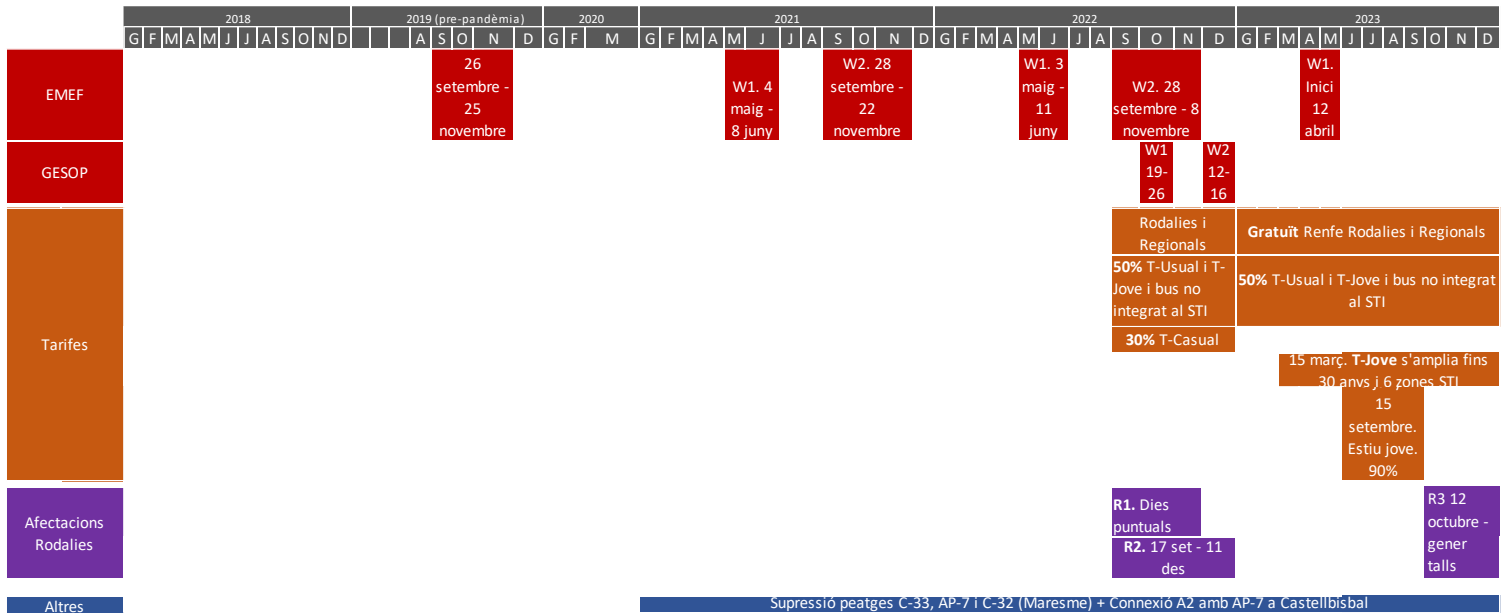 2018 2019 (pre-pandèmia) 2020 2021 2022 2023
G F M A M J J A S O N D A S O N D G F M G F M A M J J A S O N D G F M A M J J A S O N D G F M A M J J A S O N D
EMEF
26
setembre -
25
novembre
W1. 4
maig -
8 juny
W2. 28
setembre -
22
novembre
W1. 3
maig -
11
juny
W2. 28
setembre - 8
novembre
W1.
Inici
12
abril
GESOP
W1
19-
26
W2
12-
16
Tarifes
Rodalies i
Regionals
Gratuït Renfe Rodalies i Regionals
50% T-Usual i T-
Jove i bus no
integrat al STI
50% T-Usual i T-Jove i bus no integrat
al STI
30% T-Casual
15 març. T-Jove s'amplia fins
30 anys i 6 zones STI
15
setembre.
Estiu jove.
90%
Afectacions
Rodalies
R1. Dies
puntuals
R2. 17 set - 11
des
R3 12
octubre -
gener
talls
Altres
Supressió peatges C-33, AP-7 i C-32 (Maresme) + Connexió A2 amb AP-7 a Castellbisbal